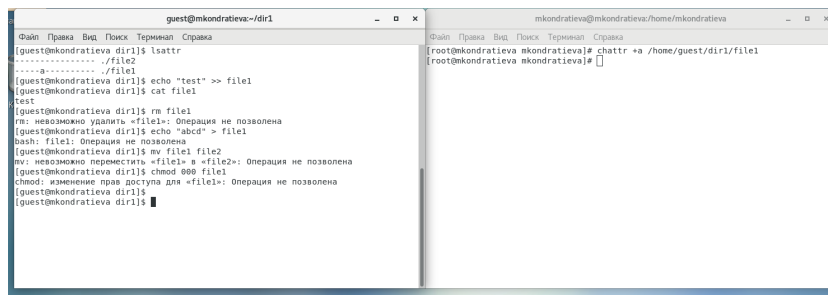 guest@mkondratieva:~/dir1
Файл Правка Вид Поиск Терминал Справка
[guest@mkondratieva dir1]$ lsattr
---------------- ./file2
-----a---------- ./file1
[guest@mkondratieva dir1]$ echo "test" >> file1
[guest@mkondratieva dir1]$ cat file1
test
[guest@mkondratieva dir1]$ rm file1
rm: невозможно удалить «file1»: Операция не позволена
[guest@mkondratieva dir1]$ echo "abcd" > file1
bash: file1: Операция не позволена
[guest@mkondratieva dir1]$ mv file1 file2
mv: невозможно переместить «file1» в «file2»: Операция не позволена
[guest@mkondratieva dir1]$ chmod 000 file1
chmod: изменение прав доступа для «file1»: Операция не позволена
[guest@mkondratieva dir1]$
[guest@mkondratieva dir1]$
mkondratieva@mkondratieva:/home/mkondratieva
Файл Правка Вид Поиск Терминал Справка
[root@mkondratieva mkondratieva]# chattr +a /home/guest/dir1/file1
[root@mkondratieva mkondratieva]#